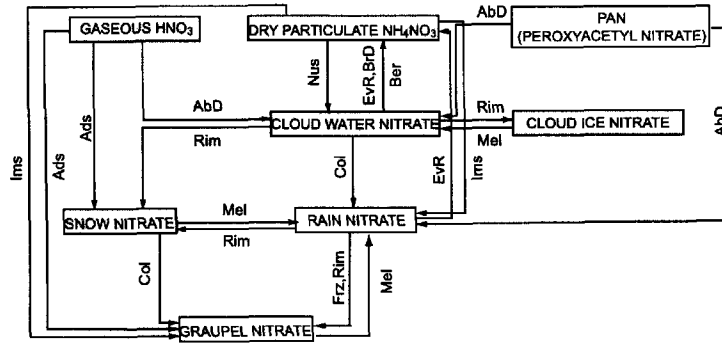 GASEOUS HNO₃
DRY PARTICULATE NH₄NO₃
AbD
PAN
(PEROXYACETYL NITRATE)
Nus
EvR,BrD
Ber
AbD
Rim
CLOUD WATER NITRATE
Rim
Mel
CLOUD ICE NITRATE
AbD
Ims
Ads
Ads
Col
EvR
Ims
SNOW NITRATE
Mel
Rim
RAIN NITRATE
Col
Frz,Rim
Mel
GRAUPEL NITRATE